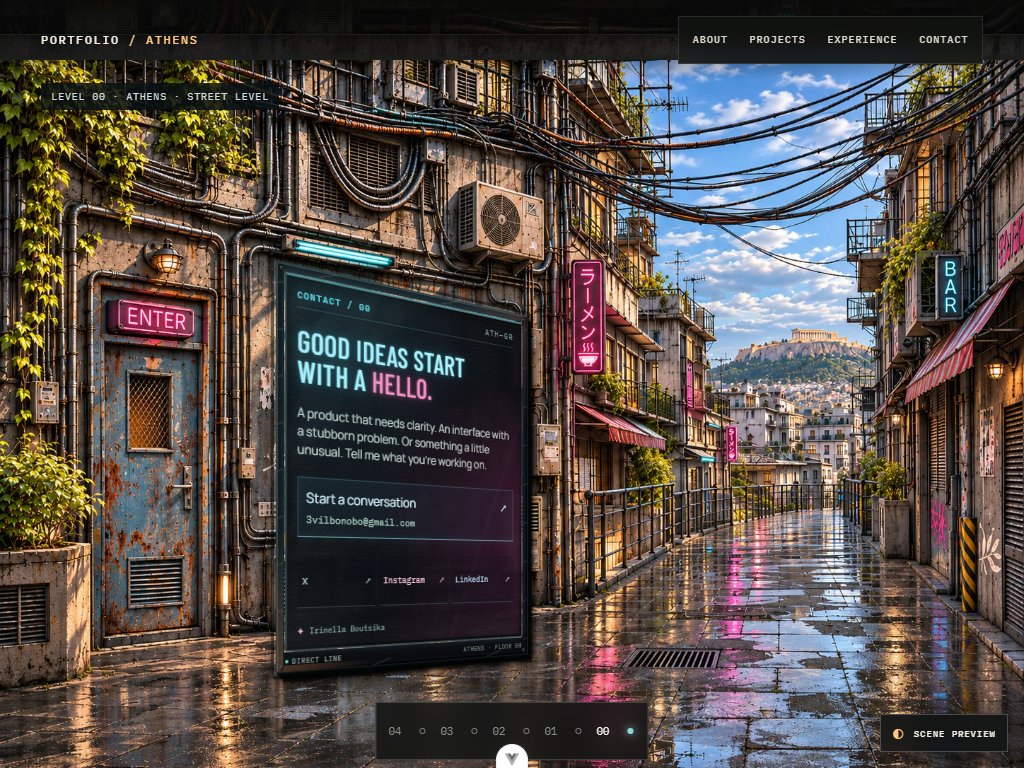 PORTFOLIO / ATHENS
ABOUT PROJECTS EXPERIENCE CONTACT
LEVEL 00 · ATHENS · STREET LEVEL
ENTER
CONTACT / 00
ATH—GR
GOOD IDEAS START
WITH A HELLO.
A product that needs clarity. An interface with
a stubborn problem. Or something a little
unusual. Tell me what you're working on.
Start a conversation
3vilbonobo@gmail.com
X Instagram LinkedIn
Irinella Boutsika
DIRECT LINE
ATHENS · FLOOR 00
ラーメン
BAR
04 03 02 01 00
SCENE PREVIEW